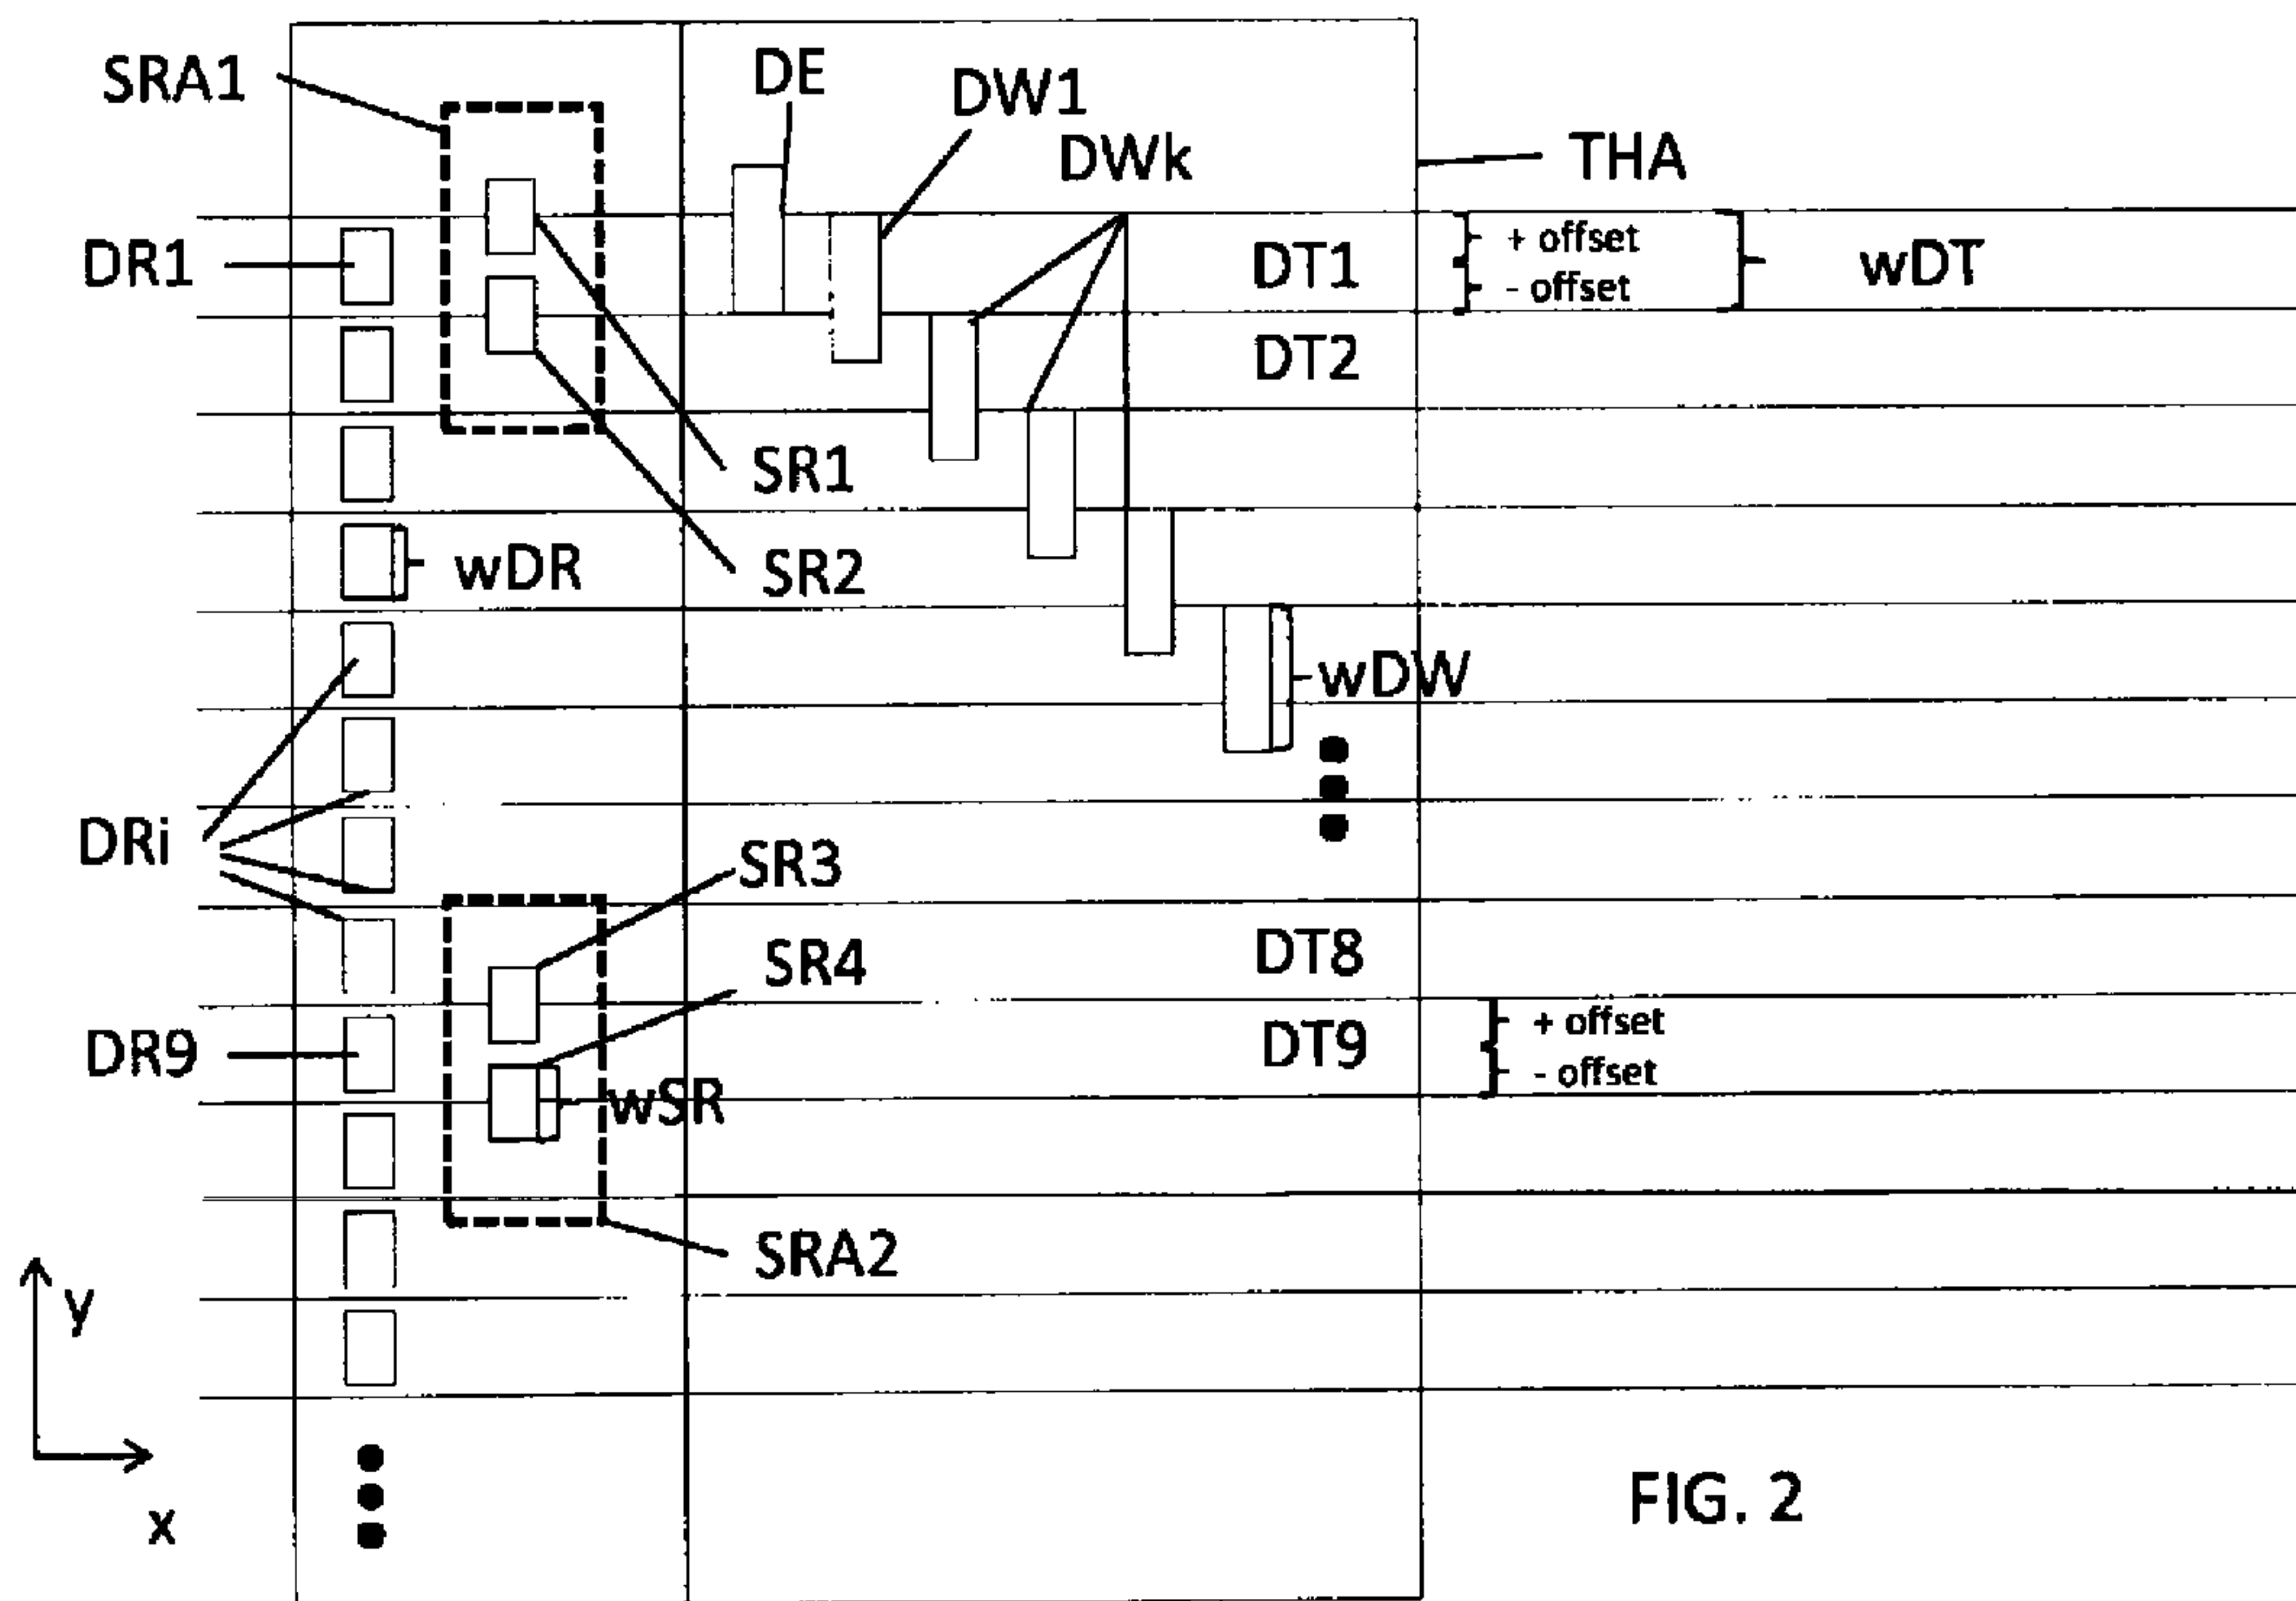 SRA1
DE
DW1
DWk
THA
DR1
DT1
+ offset
- offset
wDT
DT2
SR1
wDR
SR2
wDW
DRi
SR3
SR4
DT8
DR9
DT9
+ offset
- offset
wSR
SRA2
y
x
FIG. 2